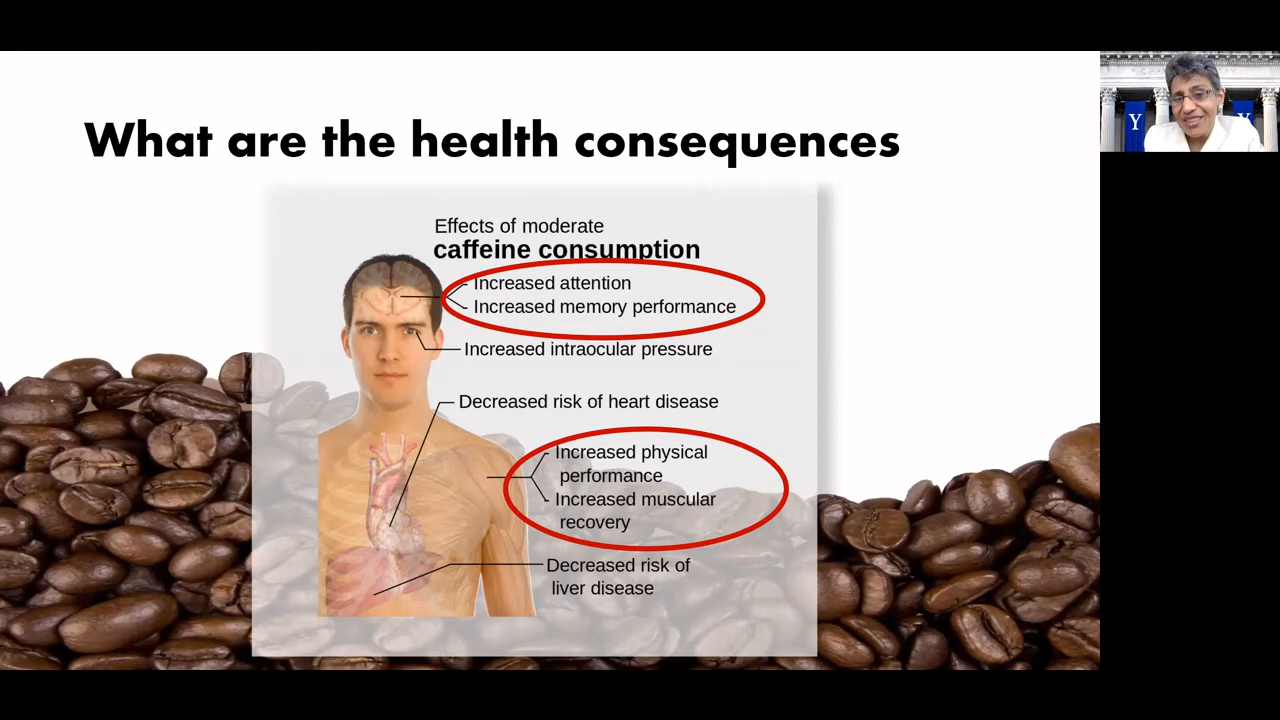 What are the health consequences
Effects of moderate
caffeine consumption
Increased attention
Increased memory performance
Increased intraocular pressure
Decreased risk of heart disease
Increased physical
performance
Increased muscular
recovery
Decreased risk of
liver disease
Y
Y